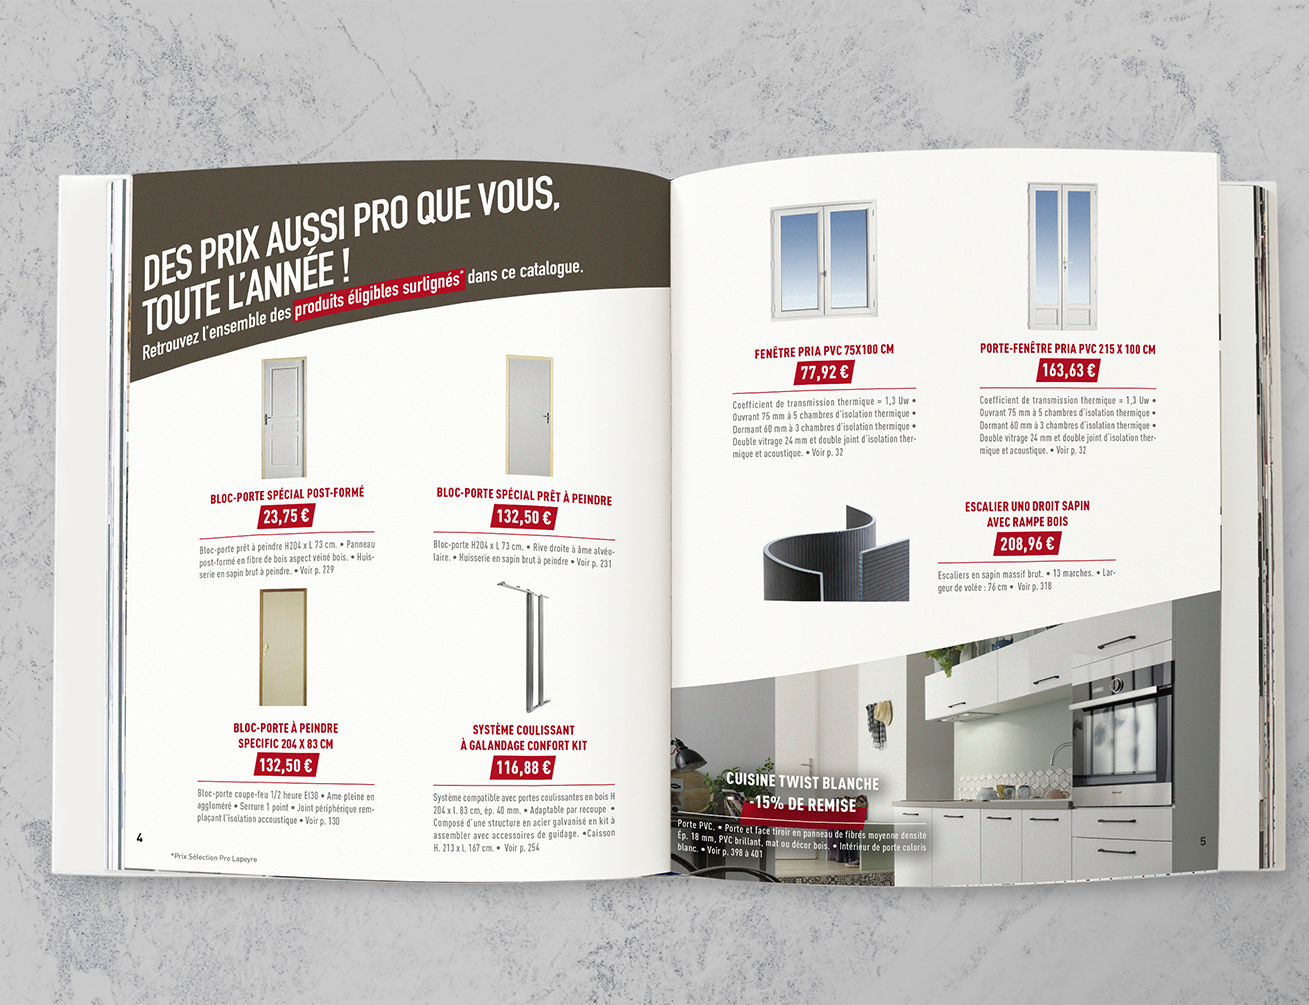 DES PRIX AUSSI PRO QUE VOUS,
TOUTE L'ANNÉE !
Retrouvez l'ensemble des produits éligibles surlignés* dans ce catalogue.
BLOC-PORTE SPÉCIAL POST-FORMÉ
23,75 €
Bloc-porte prêt à peindre H204 x L 73 cm. • Panneau
post-formé en fibre de bois aspect veiné bois. • Huis-
serie en sapin brut à peindre. • Voir p. 229
BLOC-PORTE SPÉCIAL PRÊT À PEINDRE
132,50 €
Bloc-porte H204 x L 73 cm. • Rive droite à âme alvéo-
laire. • Huisserie en sapin brut à peindre • Voir p. 231
BLOC-PORTE À PEINDRE
SPECIFIC 204 X 83 CM
132,50 €
Bloc-porte coupe-feu 1/2 heure EI30 • Ame pleine en
aggloméré • Serrure 1 point • Joint périphérique rem-
plaçant l'isolation accoustique • Voir p. 130
SYSTÈME COULISSANT
À GALANDAGE CONFORT KIT
116,88 €
Système compatible avec portes coulissantes en bois H
204 x l. 83 cm, ép. 40 mm. • Adaptable par recoupe •
Composé d'une structure en acier galvanisé en kit à
assembler avec accessoires de guidage. •Caisson
H. 213 x l. 167 cm. • Voir p. 254
4
*Prix Sélection Pro Lapeyre
FENÊTRE PRIA PVC 75X100 CM
77,92 €
Coefficient de transmission thermique = 1,3 Uw •
Ouvrant 75 mm à 5 chambres d'isolation thermique •
Dormant 60 mm à 3 chambres d'isolation thermique •
Double vitrage 24 mm et double joint d'isolation ther-
mique et acoustique. • Voir p. 32
PORTE-FENÊTRE PRIA PVC 215 X 100 CM
163,63 €
Coefficient de transmission thermique = 1,3 Uw •
Ouvrant 75 mm à 5 chambres d'isolation thermique •
Dormant 60 mm à 3 chambres d'isolation thermique •
Double vitrage 24 mm et double joint d'isolation ther-
mique et acoustique. • Voir p. 32
ESCALIER UNO DROIT SAPIN
AVEC RAMPE BOIS
208,96 €
Escaliers en sapin massif brut. • 13 marches. • Lar-
geur de volée : 76 cm • Voir p. 318
CUISINE TWIST BLANCHE
-15% DE REMISE
Porte PVC. • Porte et face tiroir en panneau de fibres moyenne densité
Ép. 18 mm, PVC brillant, mat ou décor bois. • Intérieur de porte coloris
blanc. • Voir p. 398 à 401
5